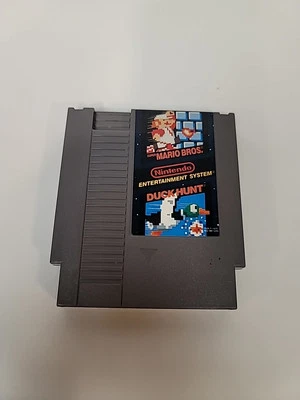 MARIO BROS.
Nintendo
ENTERTAINMENT SYSTEM
DUCK HUNT